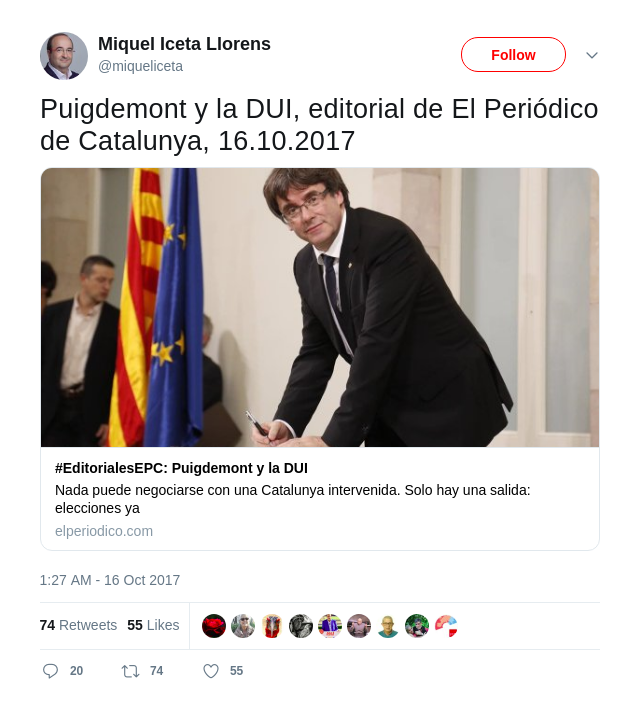 Miquel Iceta Llorens
@miqueliceta
Follow
Puigdemont y la DUI, editorial de El Periódico
de Catalunya, 16.10.2017
#EditorialesEPC: Puigdemont y la DUI
Nada puede negociarse con una Catalunya intervenida. Solo hay una salida:
elecciones ya
elperiodico.com
1:27 AM - 16 Oct 2017
74 Retweets 55 Likes
20 74 55